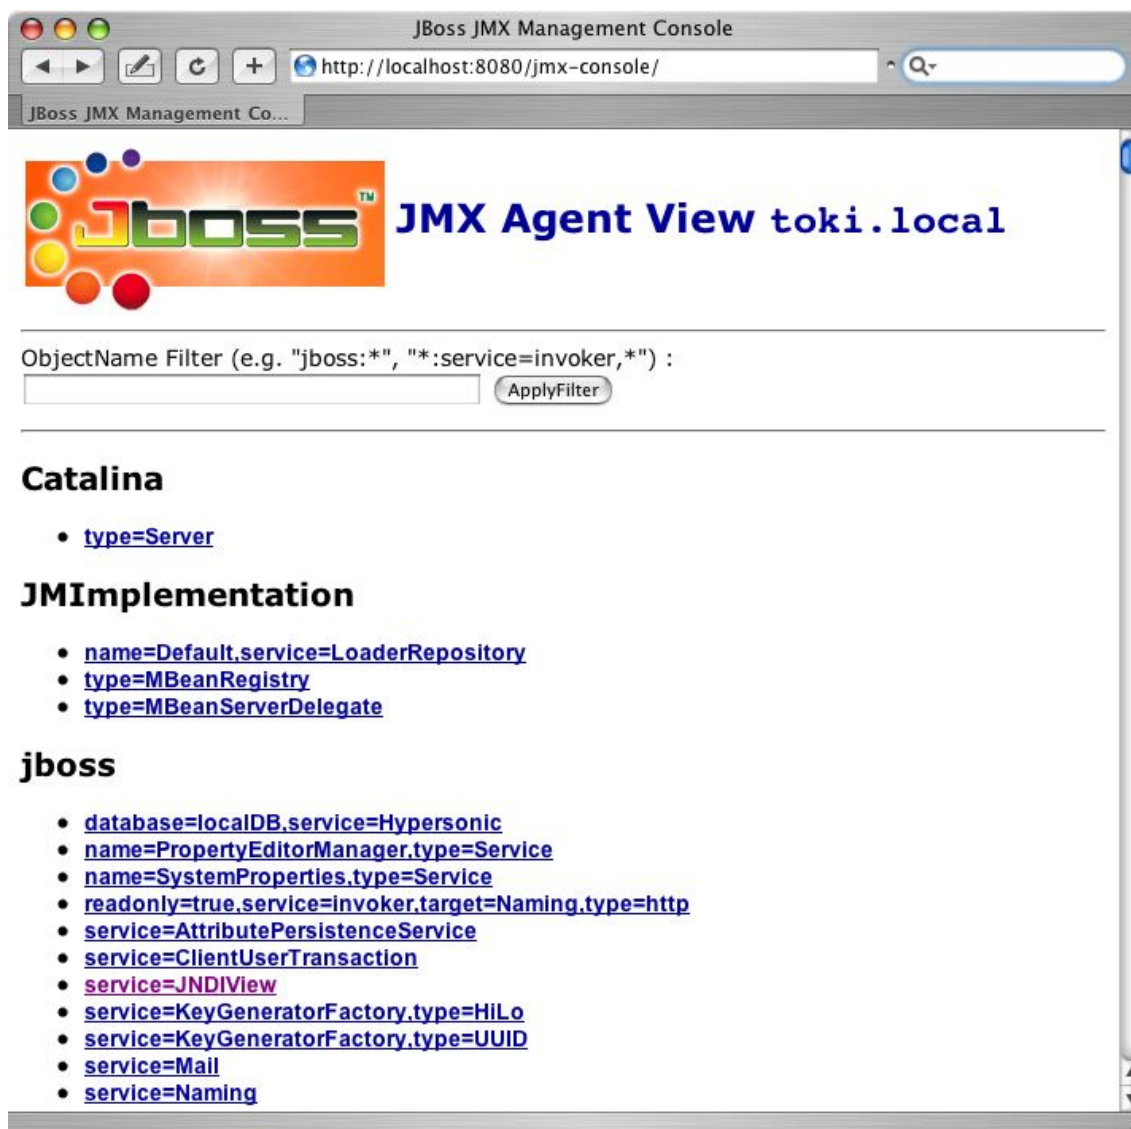 JBoss JMX Management Console
http://localhost:8080/jmx-console/
JBoss JMX Management Co...
Jboss™
JMX Agent View toki.local
ObjectName Filter (e.g. "jboss:*", "*:service=invoker,*") :
ApplyFilter
Catalina
• type=Server
JMImplementation
• name=Default,service=LoaderRepository
• type=MBeanRegistry
• type=MBeanServerDelegate
jboss
• database=localDB,service=Hypersonic
• name=PropertyEditorManager,type=Service
• name=SystemProperties,type=Service
• readonly=true,service=invoker,target=Naming,type=http
• service=AttributePersistenceService
• service=ClientUserTransaction
• service=JNDIView
• service=KeyGeneratorFactory,type=HiLo
• service=KeyGeneratorFactory,type=UUID
• service=Mail
• service=Naming